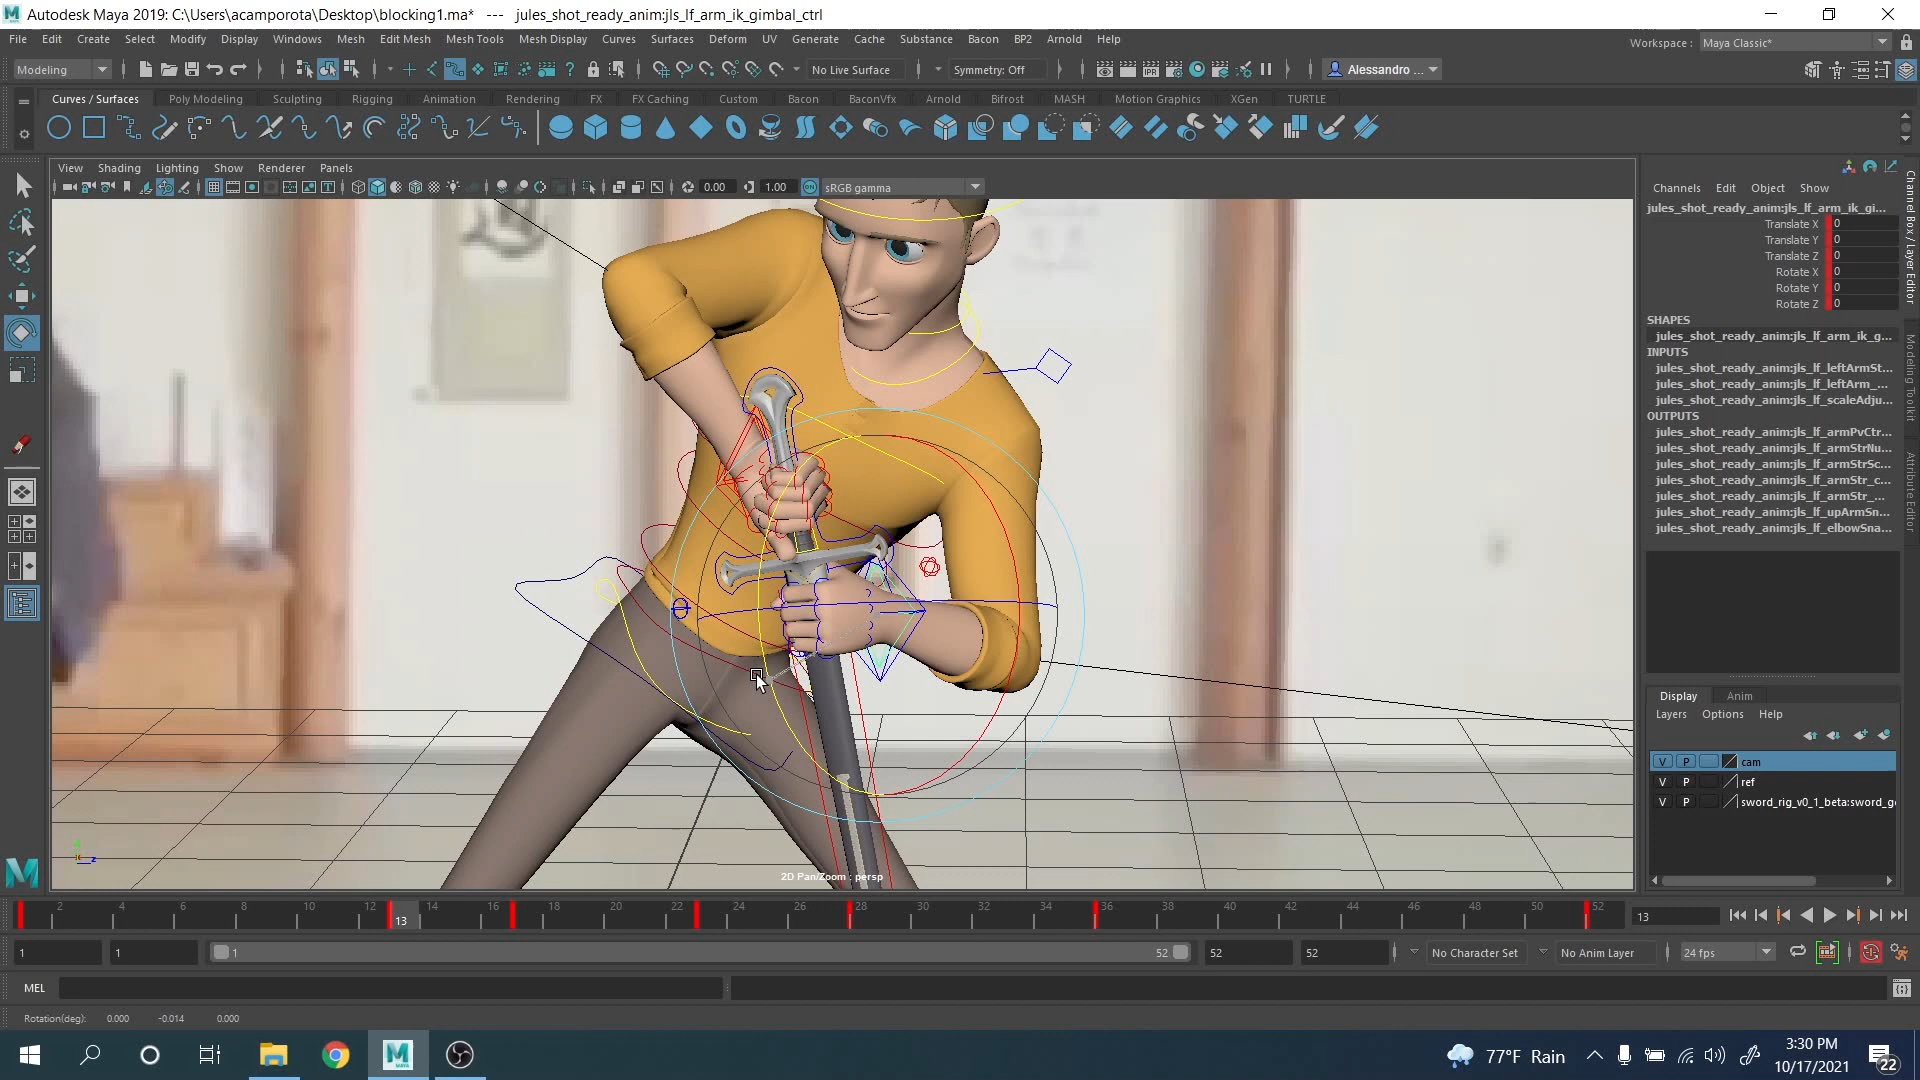 Autodesk Maya 2019: C:\Users\acamporota\Desktop\blocking1.ma*   ---   jules_shot_ready_anim:jls_lf_arm_ik_gimbal_ctrl
File Edit Create Select Modify Display Windows Mesh Edit Mesh Mesh Tools Mesh Display Curves Surfaces Deform UV Generate Cache Substance Bacon BP2 Arnold Help
Workspace : Maya Classic*
Modeling No Live Surface Symmetry: Off Alessandro ...
Curves / Surfaces Poly Modeling Sculpting Rigging Animation Rendering FX FX Caching Custom Bacon BaconVfx Arnold Bifrost MASH Motion Graphics XGen TURTLE
View Shading Lighting Show Renderer Panels
0.00 1.00 sRGB gamma
Channels Edit Object Show
jules_shot_ready_anim:jls_lf_arm_ik_gi...
Translate X 0
Translate Y 0
Translate Z 0
Rotate X 0
Rotate Y 0
Rotate Z 0
SHAPES
jules_shot_ready_anim:jls_lf_arm_ik_g...
INPUTS
jules_shot_ready_anim:jls_lf_leftArmSt...
jules_shot_ready_anim:jls_lf_leftArm_...
jules_shot_ready_anim:jls_lf_scaleAdju...
OUTPUTS
jules_shot_ready_anim:jls_lf_armPvCtr...
jules_shot_ready_anim:jls_lf_armStrNu...
jules_shot_ready_anim:jls_lf_armStrSc...
jules_shot_ready_anim:jls_lf_armStr_c...
jules_shot_ready_anim:jls_lf_armStr_...
jules_shot_ready_anim:jls_lf_upArmSn...
jules_shot_ready_anim:jls_lf_elbowSna...
Channel Box / Layer Editor
Modeling Toolkit
Attribute Editor
Display Anim
Layers Options Help
V P cam
V P ref
V P sword_rig_v0_1_beta:sword_g
2D Pan/Zoom : persp
2 4 6 8 10 12 14 16 18 20 22 24 26 28 30 32 34 36 38 40 42 44 46 48 50 52
13 13
1 1 1 52 52 52 No Character Set No Anim Layer 24 fps
MEL
Rotation(deg): 0.000 -0.014 0.000
77°F Rain
3:30 PM
10/17/2021
22